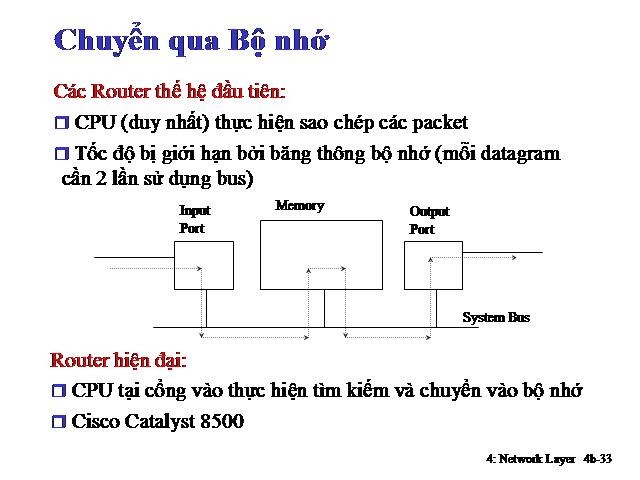 Chuyển qua Bộ nhớ
Các Router thế hệ đầu tiên:
CPU (duy nhất) thực hiện sao chép các packet
Tốc độ bị giới hạn bởi băng thông bộ nhớ (mỗi datagram
cần 2 lần sử dụng bus)
Input
Port
Memory
Output
Port
System Bus
Router hiện đại:
CPU tại cổng vào thực hiện tìm kiếm và chuyển vào bộ nhớ
Cisco Catalyst 8500
4: Network Layer 4b-33